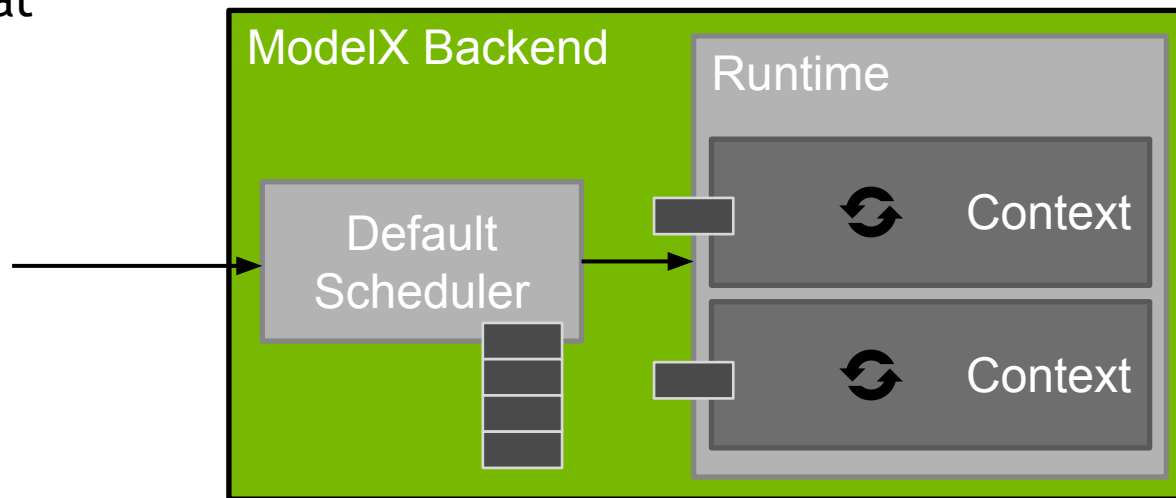 ModelX Backend
Runtime
Default
Scheduler
Context
Context